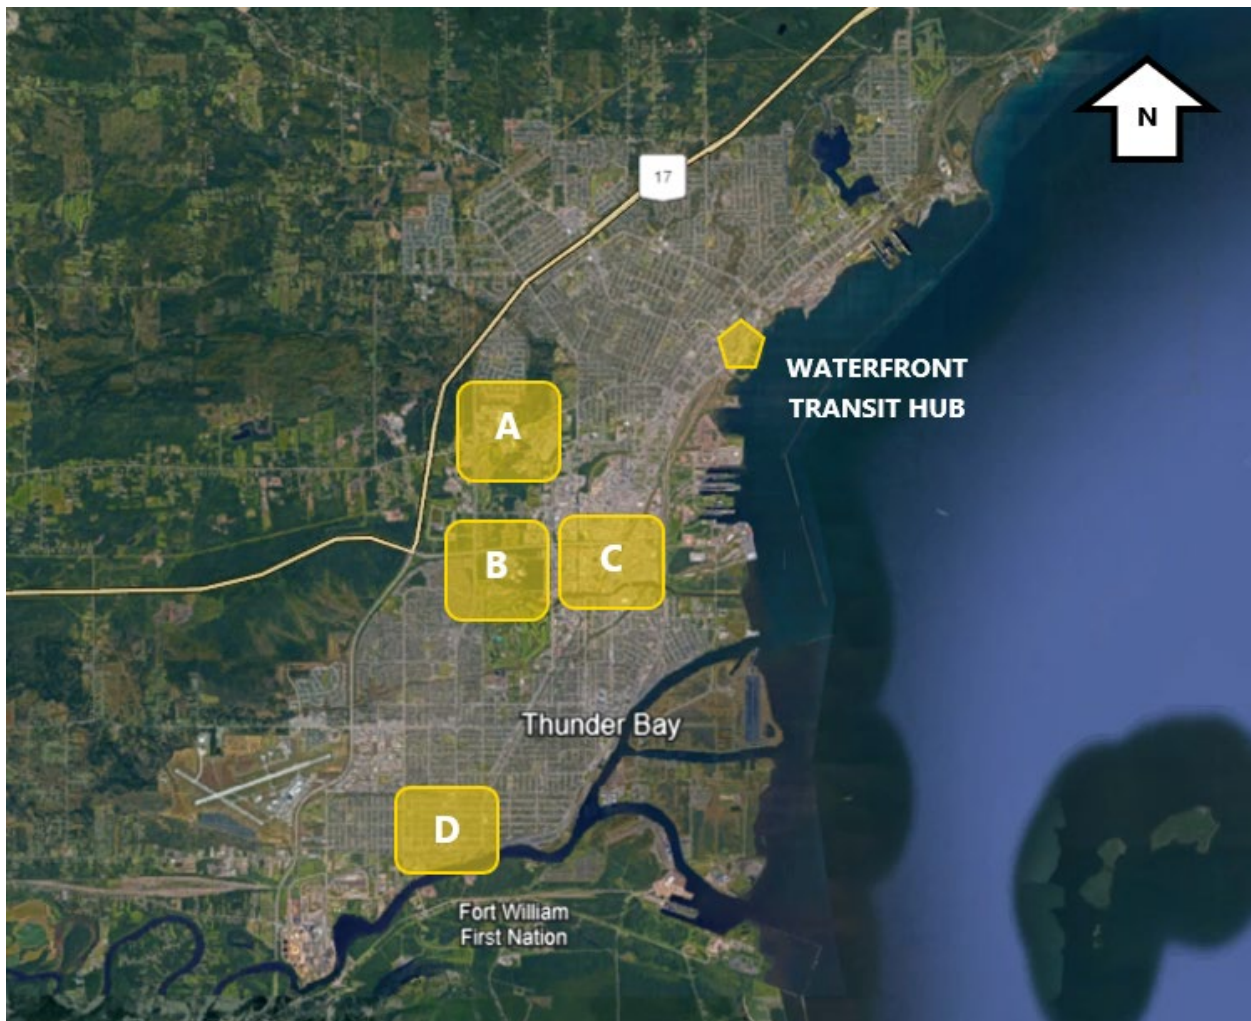 N
17
WATERFRONT
TRANSIT HUB
A
B
C
Thunder Bay
D
Fort William
First Nation